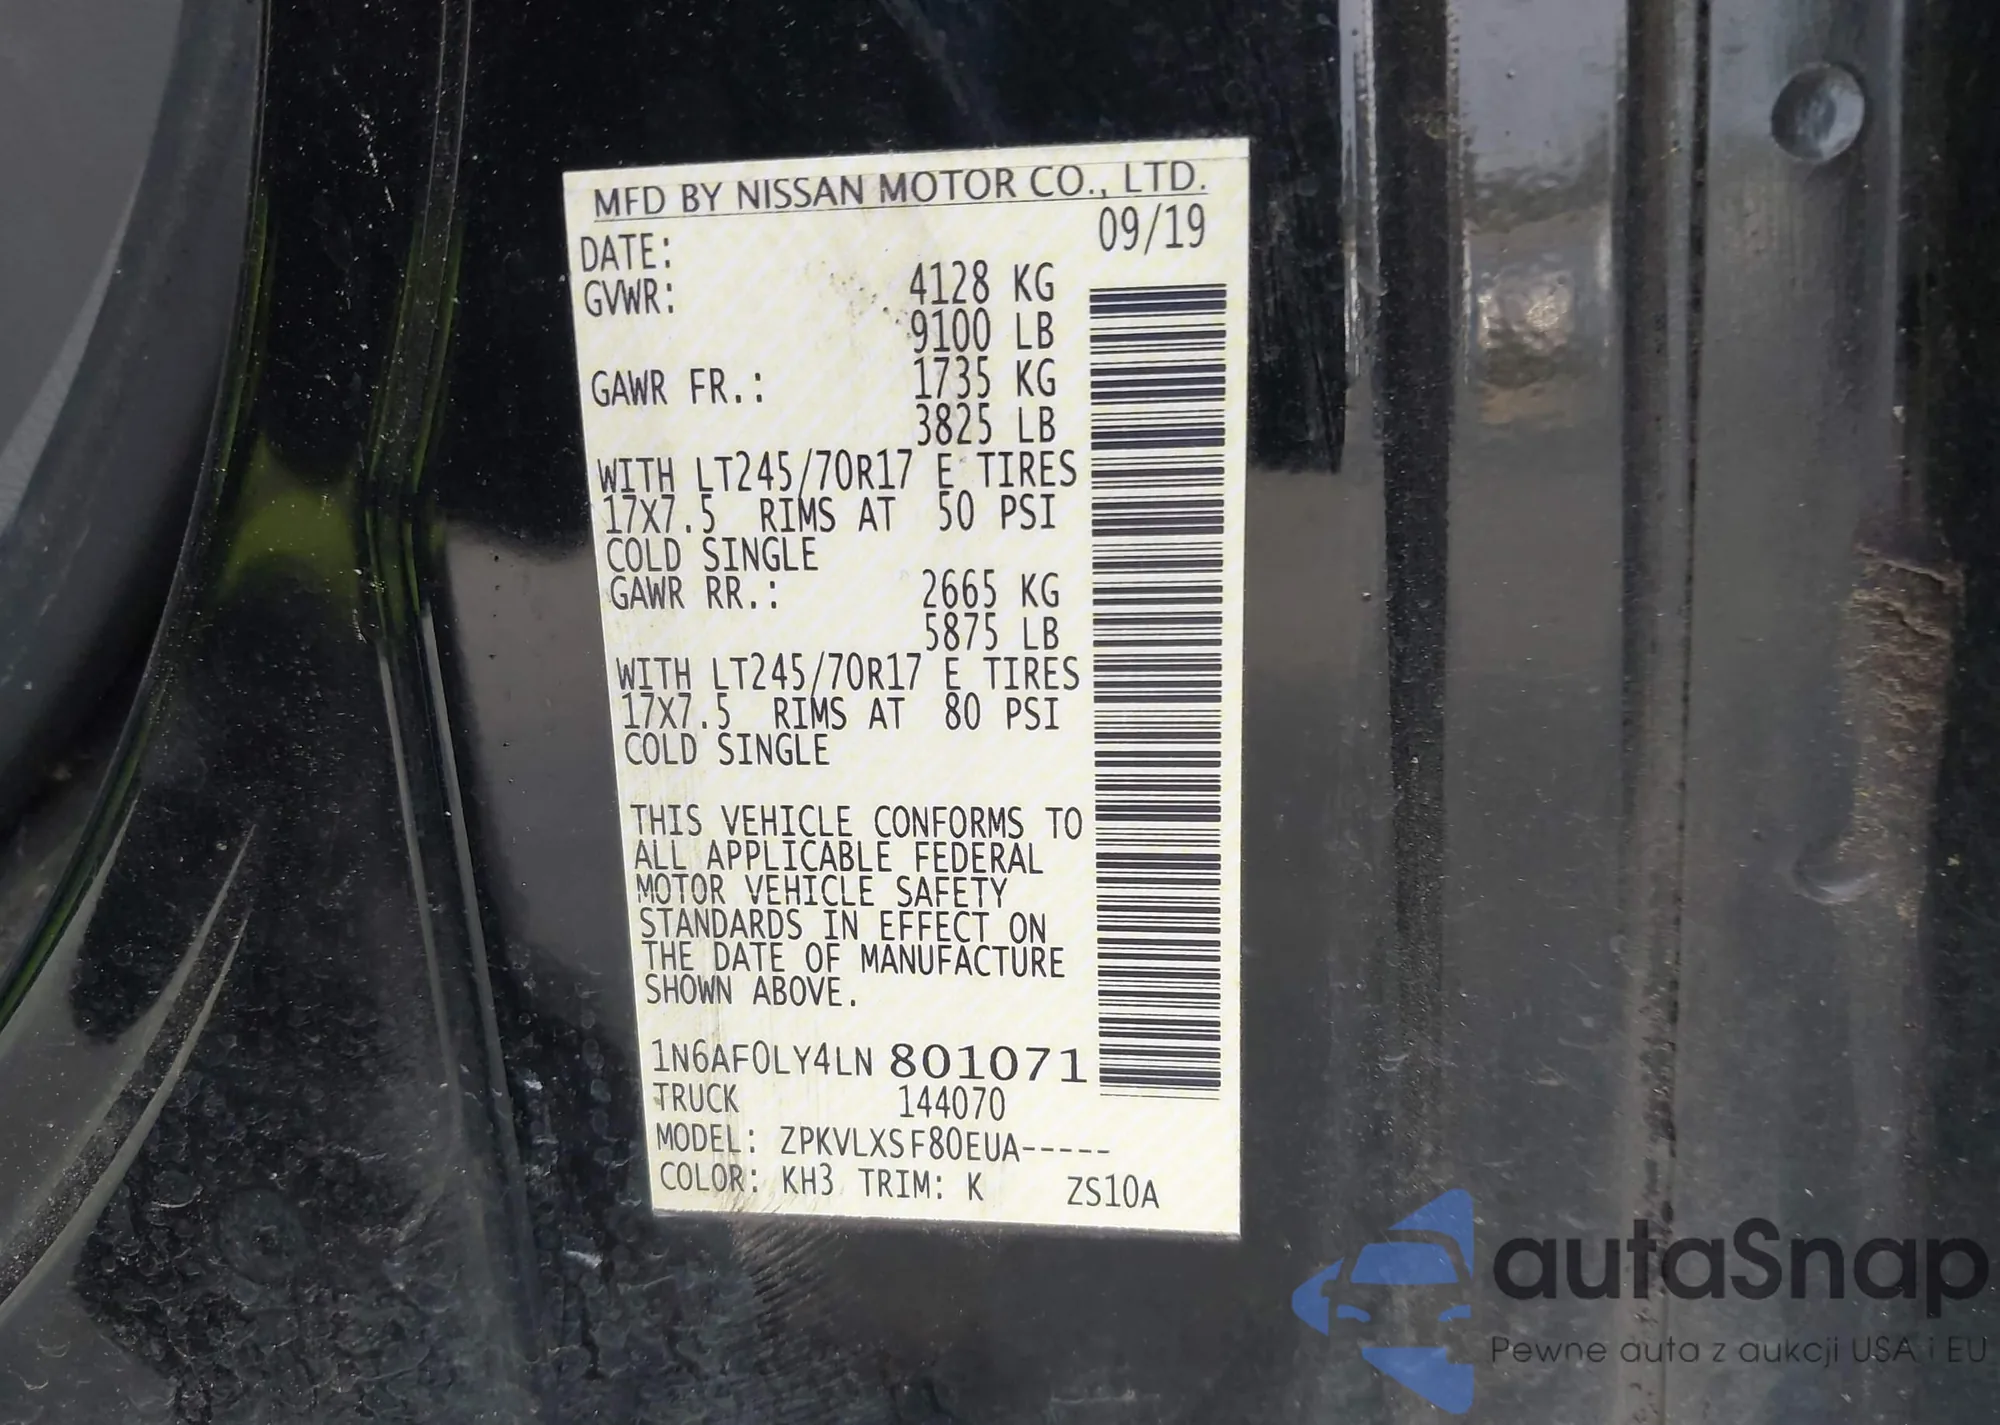 MFD BY NISSAN MOTOR CO., LTD.
DATE: 09/19
GVWR: 4128 KG
9100 LB
GAWR FR.: 1735 KG
3825 LB
WITH LT245/70R17 E TIRES
17X7.5 RIMS AT 50 PSI
COLD SINGLE
GAWR RR.: 2665 KG
5875 LB
WITH LT245/70R17 E TIRES
17X7.5 RIMS AT 80 PSI
COLD SINGLE
THIS VEHICLE CONFORMS TO
ALL APPLICABLE FEDERAL
MOTOR VEHICLE SAFETY
STANDARDS IN EFFECT ON
THE DATE OF MANUFACTURE
SHOWN ABOVE.
1N6AF0LY4LN 801071
TRUCK 144070
MODEL: ZPKVLXSF80EUA-----
COLOR: KH3 TRIM: K ZS10A
autaSnap
Pewne auta z aukcji USA i EU